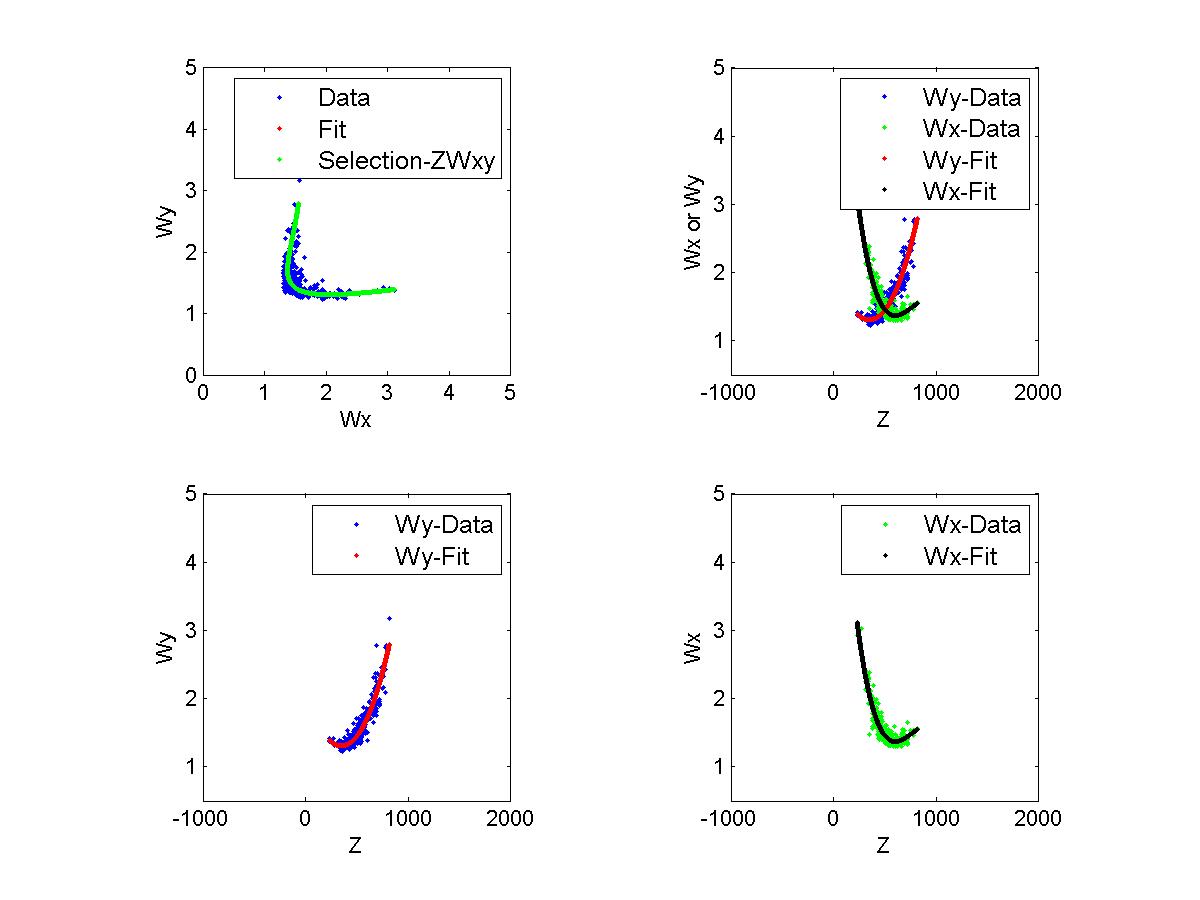 5
4
3
2
1
0
Wy
0 1 2 3 4 5
Wx
Data
Fit
Selection-ZWxy
5
4
3
2
1
Wx or Wy
-1000 0 1000 2000
Z
Wy-Data
Wx-Data
Wy-Fit
Wx-Fit
5
4
3
2
1
Wy
-1000 0 1000 2000
Z
Wy-Data
Wy-Fit
5
4
3
2
1
Wx
-1000 0 1000 2000
Z
Wx-Data
Wx-Fit